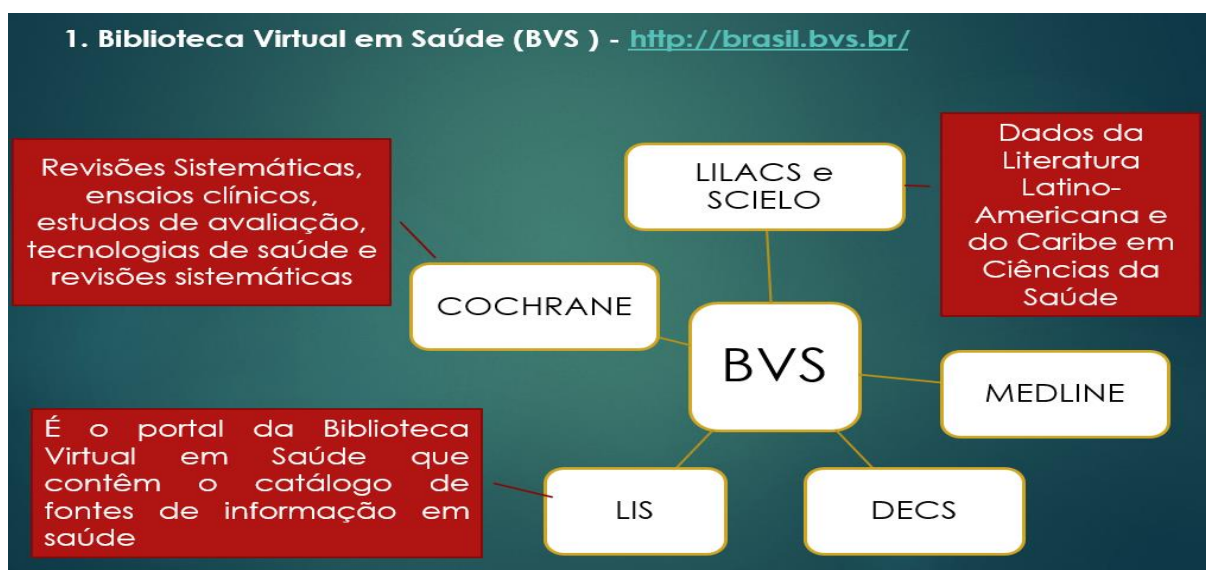 1. Biblioteca Virtual em Saúde (BVS ) - http://brasil.bvs.br/
Revisões Sistemáticas,
ensaios clínicos,
estudos de avaliação,
tecnologias de saúde e
revisões sistemáticas
COCHRANE
LILACS e
SCIELO
Dados da
Literatura
Latino-
Americana e
do Caribe em
Ciências da
Saúde
BVS
MEDLINE
É o portal da Biblioteca
Virtual em Saúde que
contêm o catálogo de
fontes de informação em
saúde
LIS
DECS